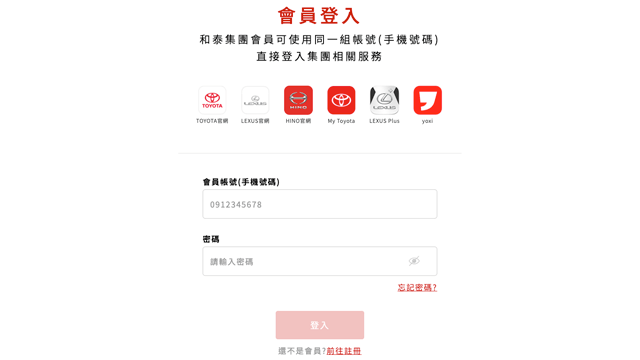 會員登入
和泰集團會員可使用同一組帳號(手機號碼)
直接登入集團相關服務
TOYOTA
LEXUS
HINO
TOYOTA官網
LEXUS官網
HINO官網
My Toyota
LEXUS Plus
yoxi
會員帳號(手機號碼)
0912345678
密碼
請輸入密碼
忘記密碼?
登入
還不是會員?前往註冊